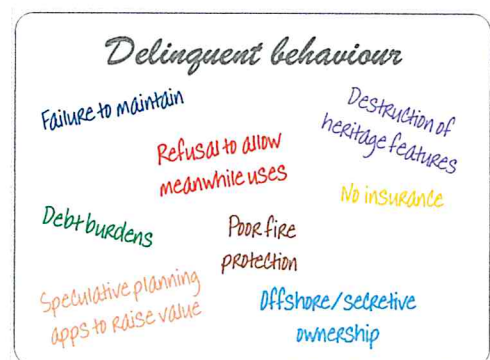 Delinquent behaviour
Failure to maintain
Destruction of
heritage features
Refusal to allow
meanwhile uses
No insurance
Debt burdens
Poor fire
protection
Speculative planning
apps to raise value
Offshore/secretive
ownership